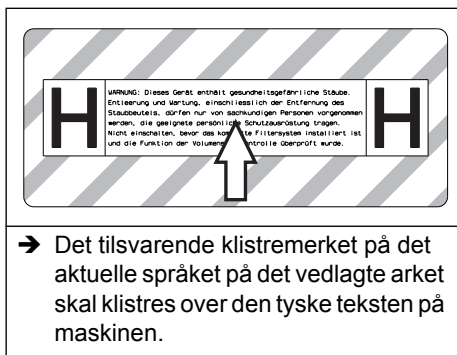 H
WARNUNG: Dieses Gerät enthält gesundheitsgefährliche Stäube.
Entleerung und Wartung, einschliesslich der Entfernung des
Staubbeutels, dürfen nur von sachkundigen Personen vorgenommen
werden, die geeignete persönliche Schutzausrüstung tragen.
Nicht einschalten, bevor das Filtersystem installiert ist
und die Funktion der überprüft wurde.
H
➔ Det tilsvarende klistremerket på det
aktuelle språket på det vedlagte arket
skal klistres over den tyske teksten på
maskinen.